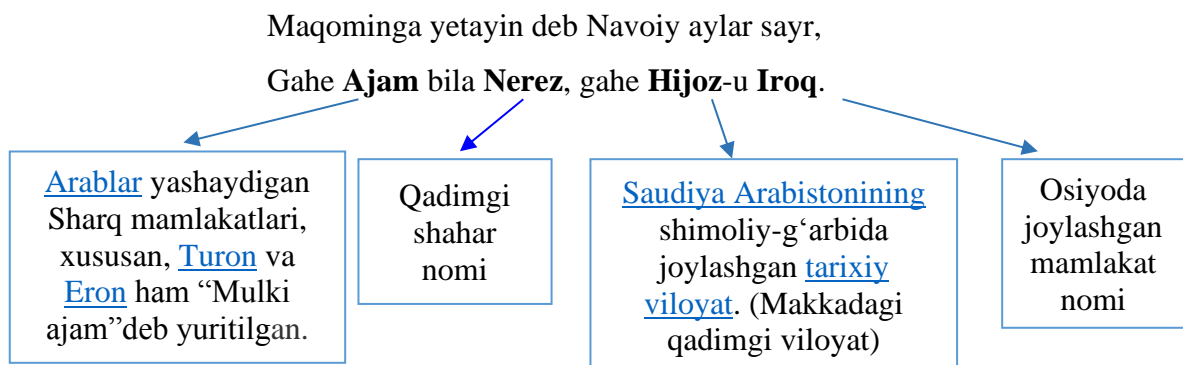 Maqominga yetayin deb Navoiy aylar sayr,
Gahe Ajam bila Nerez, gahe Hijoz-u Iroq.
Arablar yashaydigan
Sharq mamlakatlari,
xususan, Turon va
Eron ham “Mulki
ajam”deb yuritilgan.
Qadimgi
shahar
nomi
Saudiya Arabistonining
shimoliy-g‘arbida
joylashgan tarixiy
viloyat. (Makkadagi
qadimgi viloyat)
Osiyoda
joylashgan
mamlakat
nomi